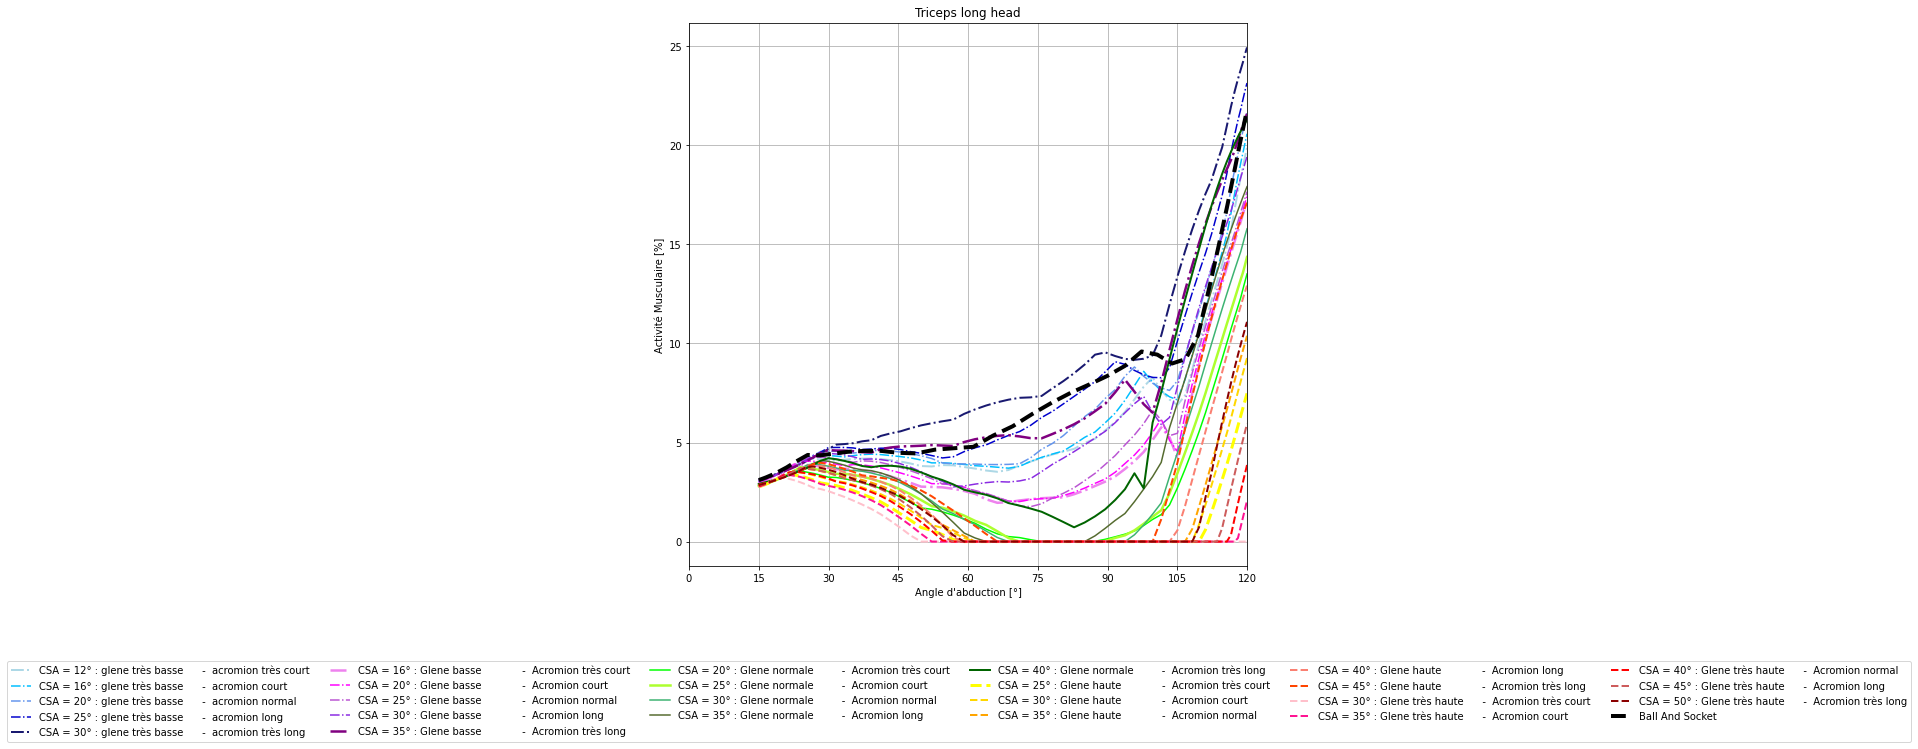 Triceps long head
25
20
15
10
5
0
Activité Musculaire [%]
0 15 30 45 60 75 90 105 120
Angle d'abduction [°]
CSA = 12° : glene très basse - acromion très court
CSA = 16° : glene très basse - acromion court
CSA = 20° : glene très basse - acromion normal
CSA = 25° : glene très basse - acromion long
CSA = 30° : glene très basse - acromion très long
CSA = 16° : Glene basse - Acromion très court
CSA = 20° : Glene basse - Acromion court
CSA = 25° : Glene basse - Acromion normal
CSA = 30° : Glene basse - Acromion long
CSA = 35° : Glene basse - Acromion très long
CSA = 20° : Glene normale - Acromion très court
CSA = 25° : Glene normale - Acromion court
CSA = 30° : Glene normale - Acromion normal
CSA = 35° : Glene normale - Acromion long
CSA = 40° : Glene normale - Acromion très long
CSA = 25° : Glene haute - Acromion très court
CSA = 30° : Glene haute - Acromion court
CSA = 35° : Glene haute - Acromion normal
CSA = 40° : Glene haute - Acromion long
CSA = 45° : Glene haute - Acromion très long
CSA = 30° : Glene très haute - Acromion très court
CSA = 35° : Glene très haute - Acromion court
CSA = 40° : Glene très haute - Acromion normal
CSA = 45° : Glene très haute - Acromion long
CSA = 50° : Glene très haute - Acromion très long
Ball And Socket